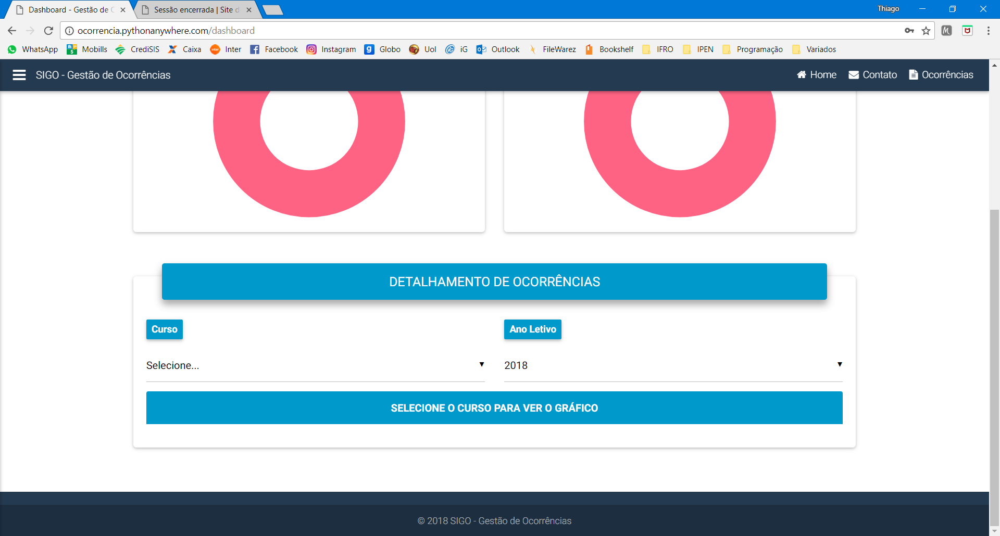 Dashboard - Gestão de
Sessão encerrada | Site d
Thiago
ocorrencia.pythonanywhere.com/dashboard
WhatsApp Mobills CrediSIS Caixa Inter Facebook Instagram Globo Uol iG Outlook FileWarez Bookshelf IFRO IPEN Programação Variados
SIGO - Gestão de Ocorrências
Home Contato Ocorrências
DETALHAMENTO DE OCORRÊNCIAS
Curso Ano Letivo
Selecione... 2018
SELECIONE O CURSO PARA VER O GRÁFICO
© 2018 SIGO - Gestão de Ocorrências